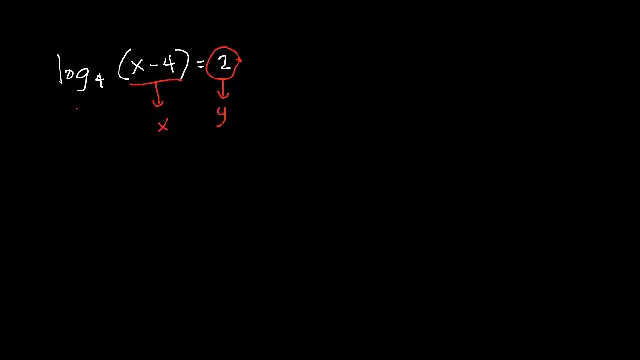 log₄ (x-4) = 2
x y